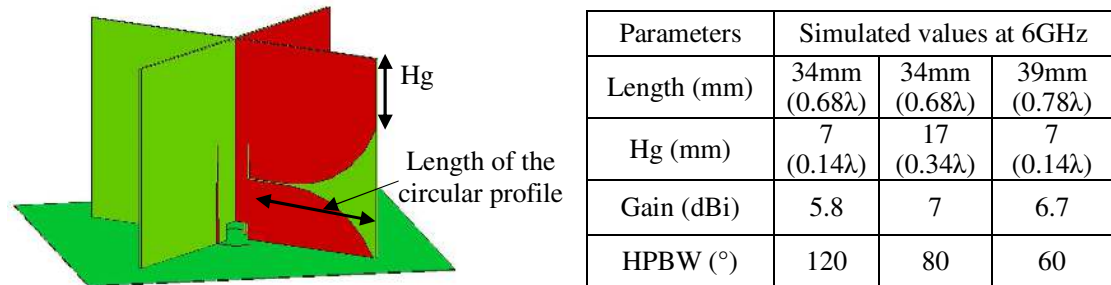 Hg
Length of the
circular profile
Parameters Simulated values at 6GHz
Length (mm) 34mm (0.68λ) 34mm (0.68λ) 39mm (0.78λ)
Hg (mm) 7 (0.14λ) 17 (0.34λ) 7 (0.14λ)
Gain (dBi) 5.8 7 6.7
HPBW (°) 120 80 60